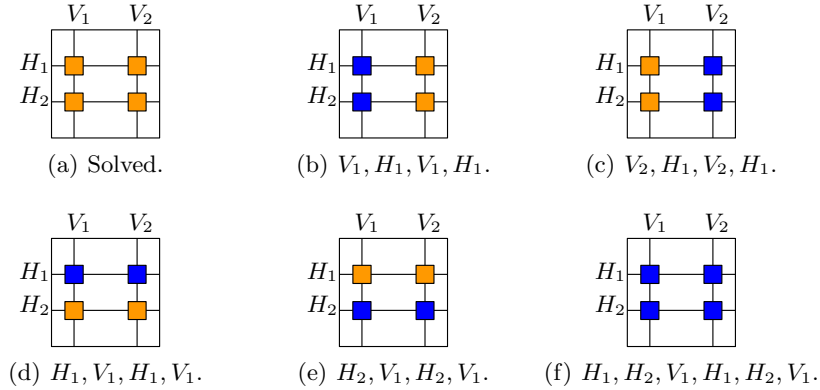 V₁ V₂ V₁ V₂ V₁ V₂
H₁ H₁ H₁
H₂ H₂ H₂
(a) Solved. (b) V₁, H₁, V₁, H₁. (c) V₂, H₁, V₂, H₁.
V₁ V₂ V₁ V₂ V₁ V₂
H₁ H₁ H₁
H₂ H₂ H₂
(d) H₁, V₁, H₁, V₁. (e) H₂, V₁, H₂, V₁. (f) H₁, H₂, V₁, H₁, H₂, V₁.